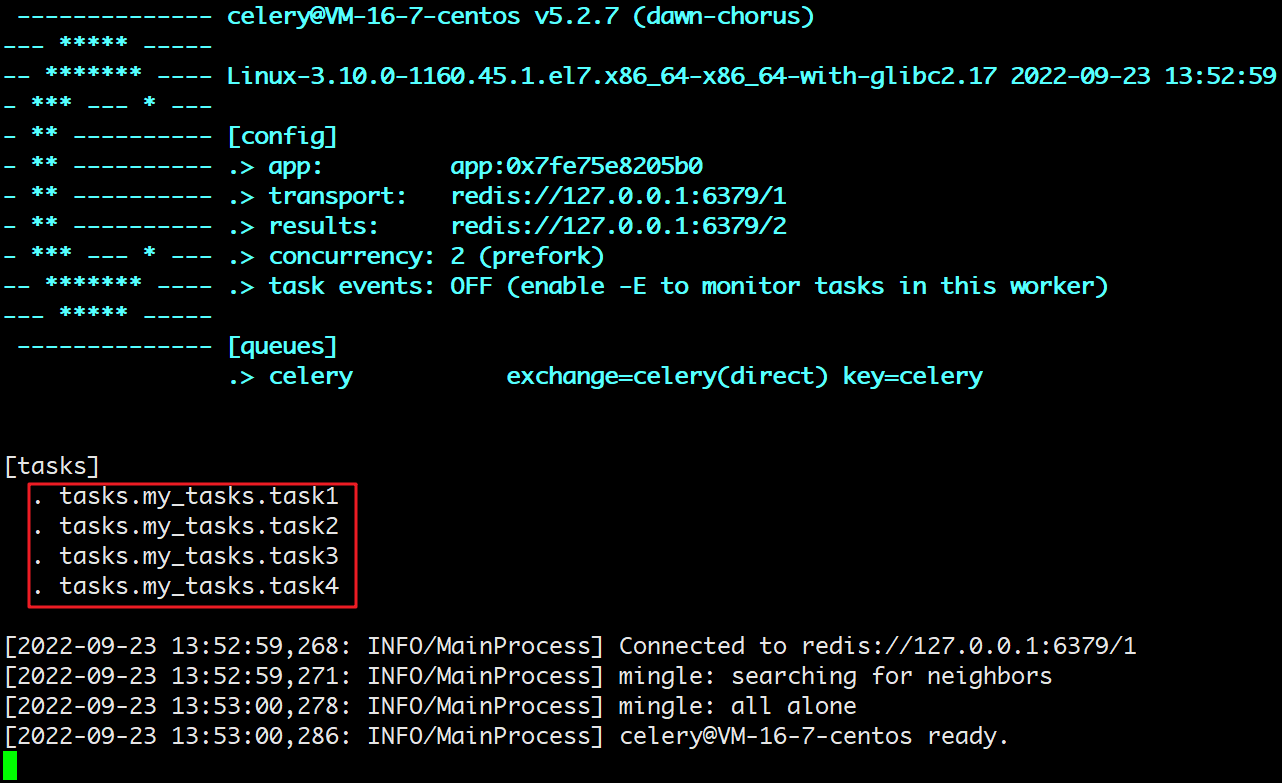 -------------- celery@VM-16-7-centos v5.2.7 (dawn-chorus)
--- ***** -----
-- ******* ---- Linux-3.10.0-1160.45.1.el7.x86_64-x86_64-with-glibc2.17 2022-09-23 13:52:59
- *** --- * ---
- ** ---------- [config]
- ** ---------- .> app:         app:0x7fe75e8205b0
- ** ---------- .> transport:   redis://127.0.0.1:6379/1
- ** ---------- .> results:     redis://127.0.0.1:6379/2
- *** --- * --- .> concurrency: 2 (prefork)
-- ******* ---- .> task events: OFF (enable -E to monitor tasks in this worker)
--- ***** -----
 -------------- [queues]
                .> celery           exchange=celery(direct) key=celery
[tasks]
  . tasks.my_tasks.task1
  . tasks.my_tasks.task2
  . tasks.my_tasks.task3
  . tasks.my_tasks.task4
[2022-09-23 13:52:59,268: INFO/MainProcess] Connected to redis://127.0.0.1:6379/1
[2022-09-23 13:52:59,271: INFO/MainProcess] mingle: searching for neighbors
[2022-09-23 13:53:00,278: INFO/MainProcess] mingle: all alone
[2022-09-23 13:53:00,286: INFO/MainProcess] celery@VM-16-7-centos ready.